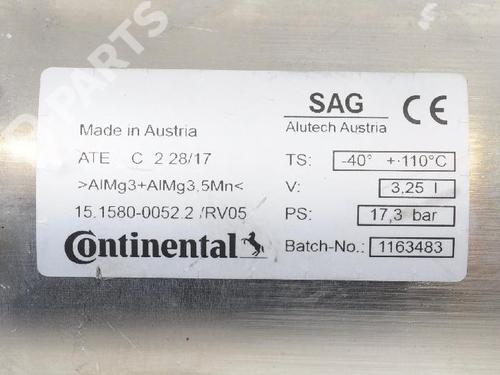 SAG CE
Made in Austria Alutech Austria
ATE C 2 28/17 TS: -40° +·110°C
>AlMg3+AlMg3,5Mn< V: 3,25 l
15.1580-0052.2 /RV05 PS: 17,3 bar
Continental Batch-No.: 1163483
PARTS